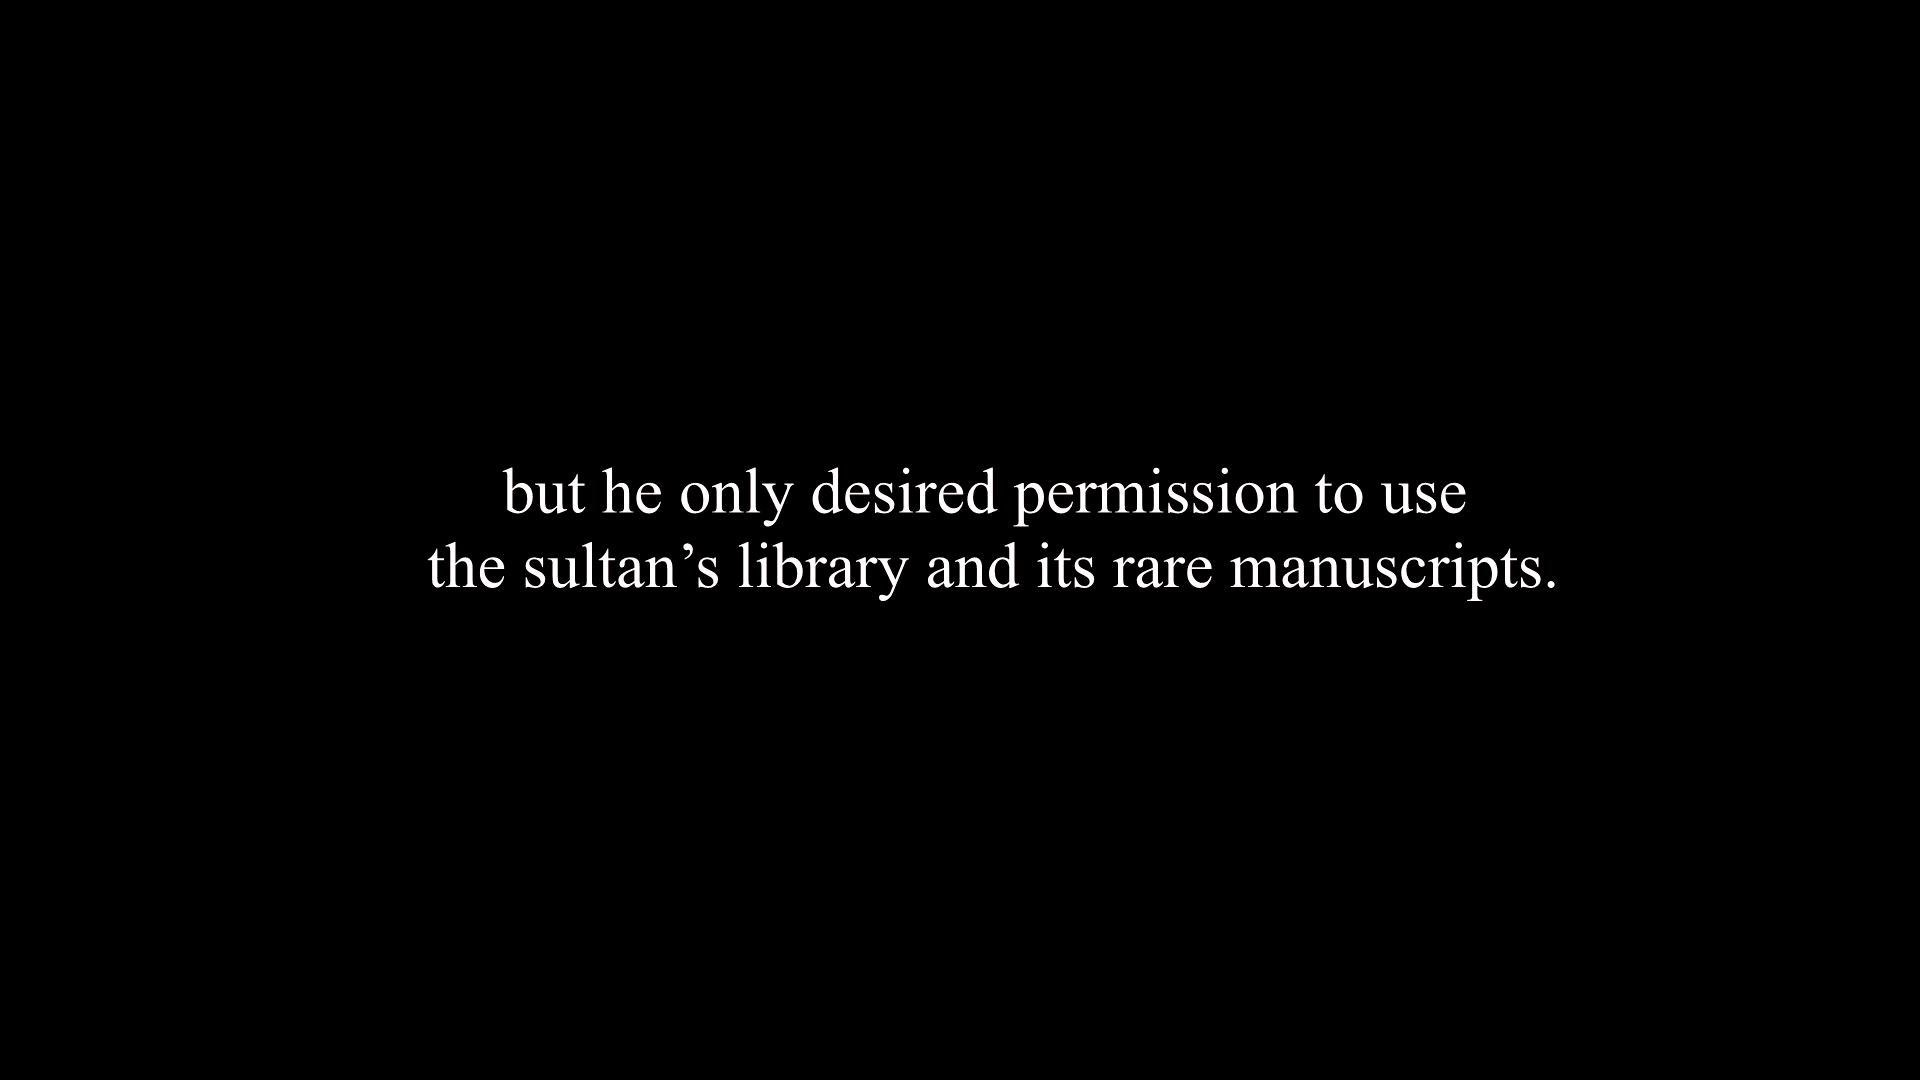 but he only desired permission to use
the sultan’s library and its rare manuscripts.